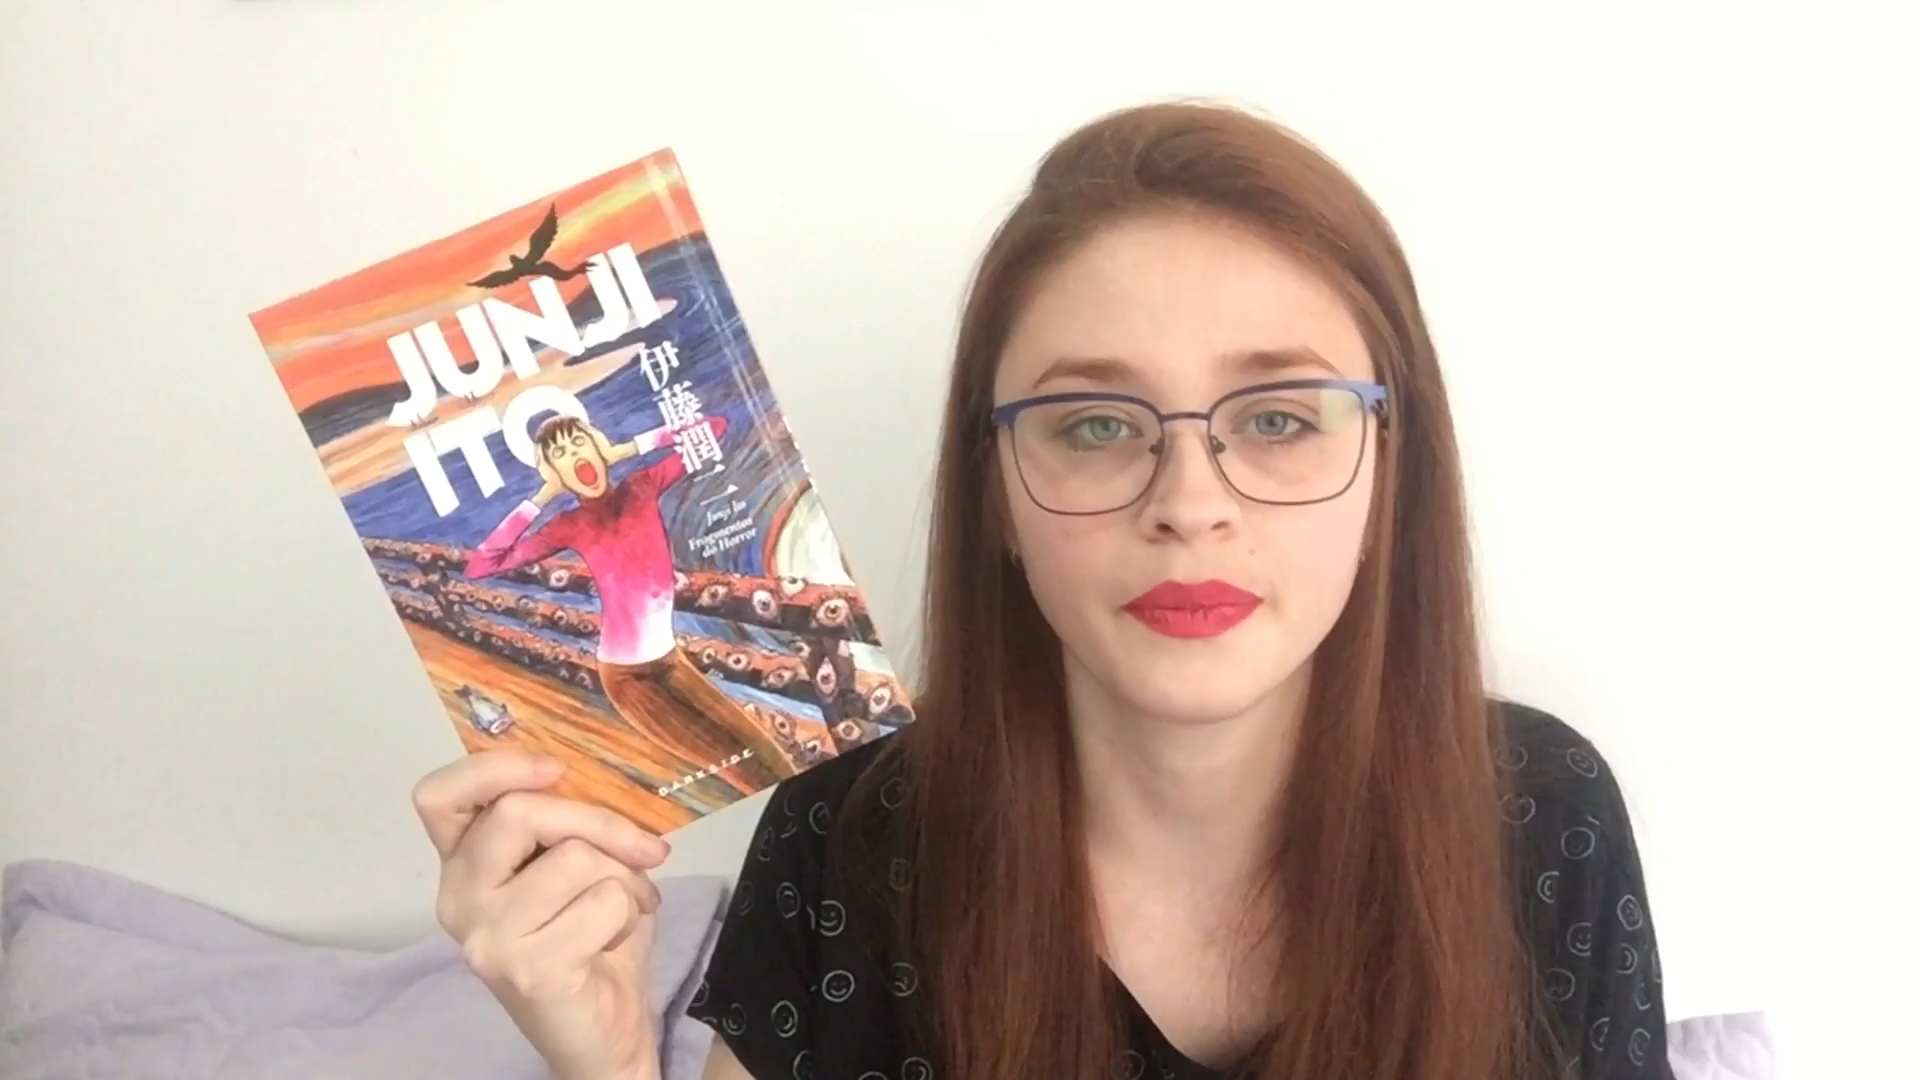 JUNJI
ITO
伊藤潤二
Junji Ito
Fragmentos
do Horror
DARKSIDE